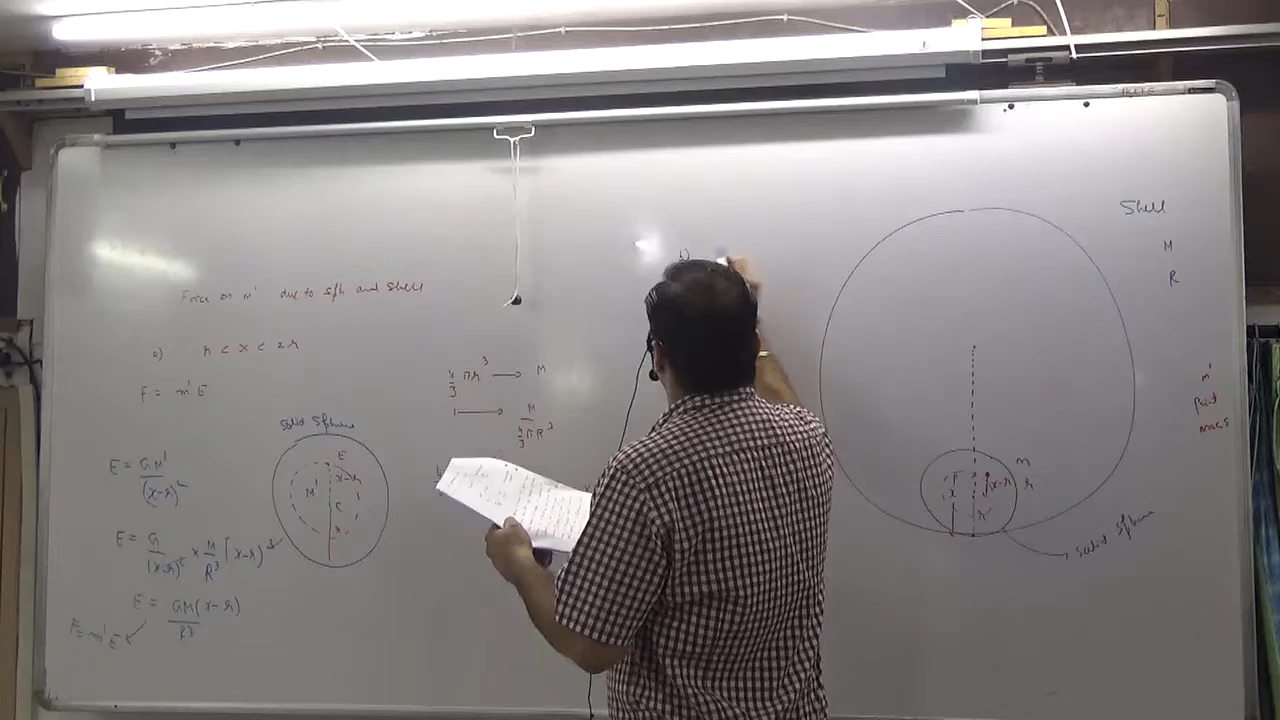 Force on m' due to sph and shell
a) r < x < 2r
F = m'E
E = GM'/(x-r)²
E = G/(x-r)² × M/R³ (x-r)³
E = GM(x-r)/R³
F = m'E
Solid Sphere
E
x-r
M'
r
4/3 πR³ → M
1 → M/(4/3 πR³)
b)
Shell
M
R
m'
point
mass
m
r
x-r
x
r
solid sphere